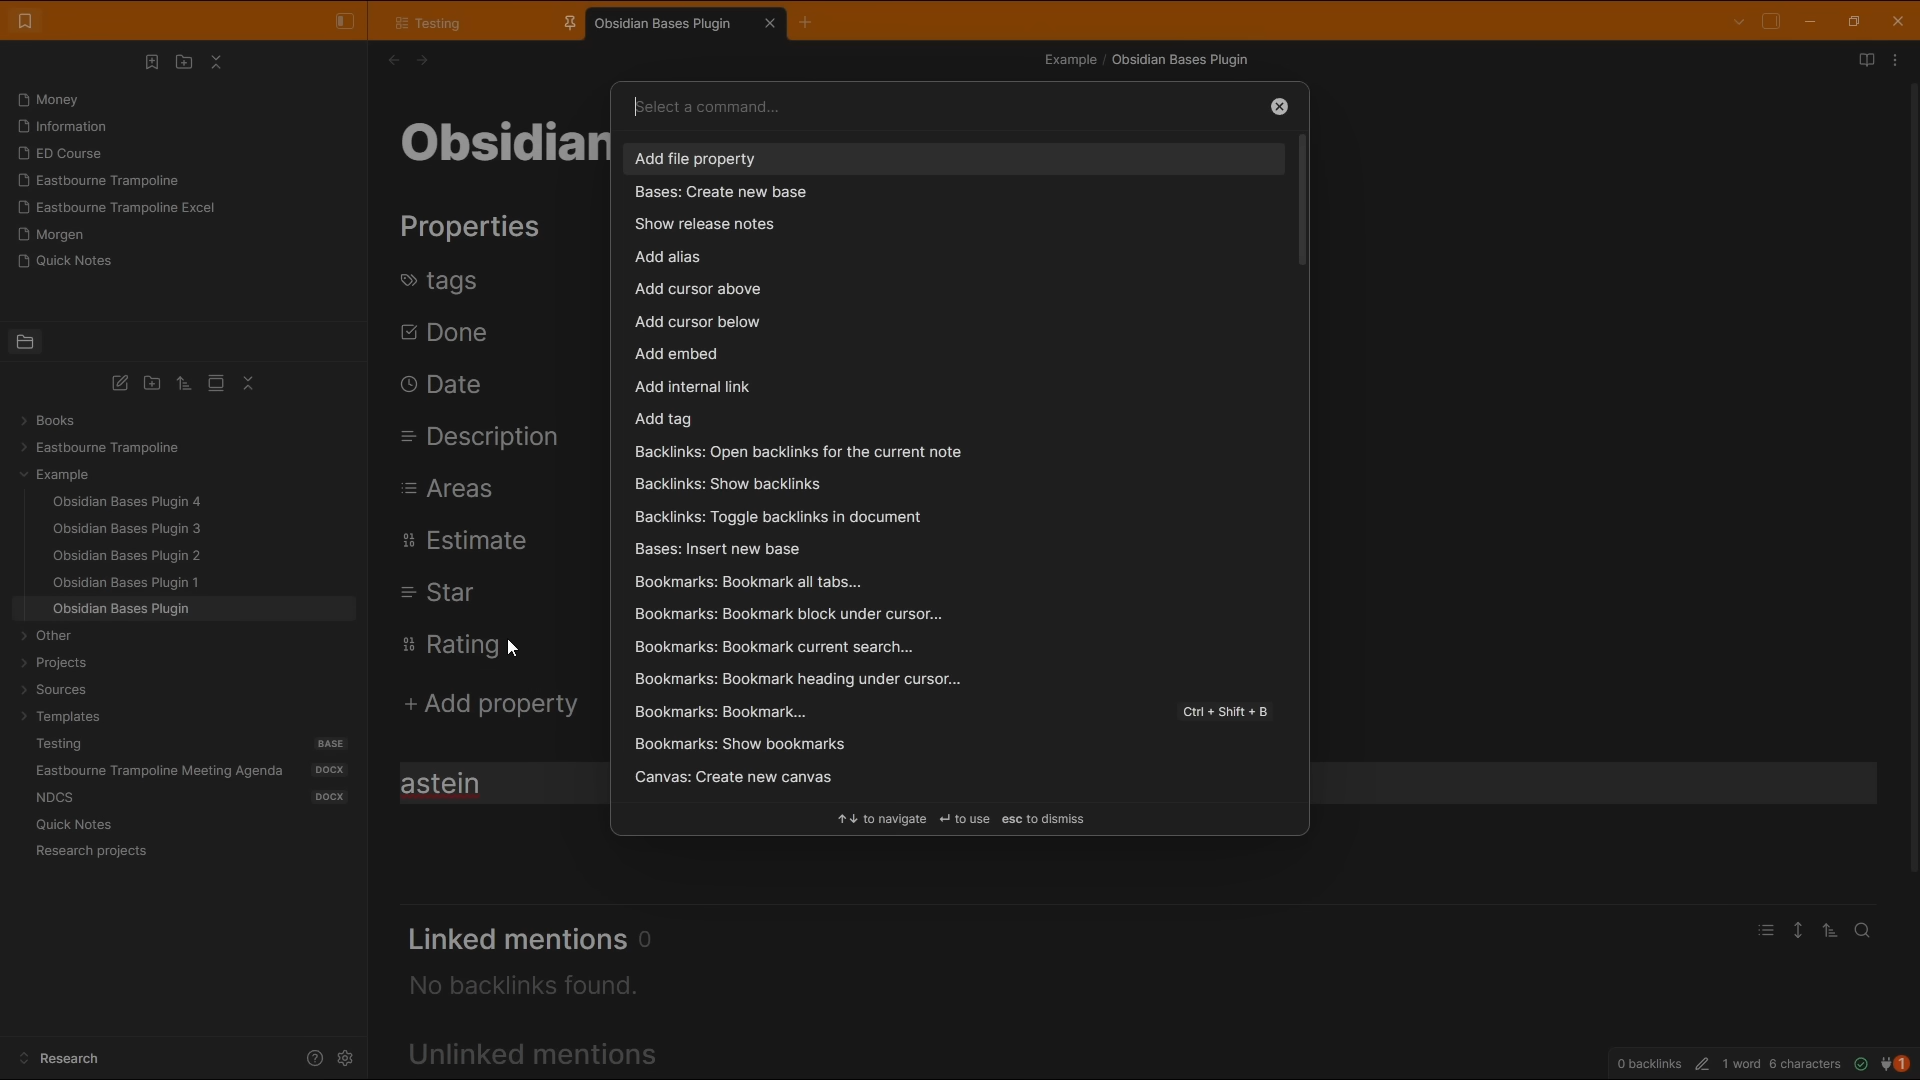 Testing
Obsidian Bases Plugin
Example / Obsidian Bases Plugin
Money
Information
ED Course
Eastbourne Trampoline
Eastbourne Trampoline Excel
Morgen
Quick Notes
Books
Eastbourne Trampoline
Example
Obsidian Bases Plugin 4
Obsidian Bases Plugin 3
Obsidian Bases Plugin 2
Obsidian Bases Plugin 1
Obsidian Bases Plugin
Other
Projects
Sources
Templates
Testing BASE
Eastbourne Trampoline Meeting Agenda DOCX
NDCS DOCX
Quick Notes
Research projects
Research
Obsidian
Properties
tags
Done
Date
Description
Areas
Estimate
Star
Rating
+ Add property
astein
Select a command...
Add file property
Bases: Create new base
Show release notes
Add alias
Add cursor above
Add cursor below
Add embed
Add internal link
Add tag
Backlinks: Open backlinks for the current note
Backlinks: Show backlinks
Backlinks: Toggle backlinks in document
Bases: Insert new base
Bookmarks: Bookmark all tabs...
Bookmarks: Bookmark block under cursor...
Bookmarks: Bookmark current search...
Bookmarks: Bookmark heading under cursor...
Bookmarks: Bookmark... Ctrl + Shift + B
Bookmarks: Show bookmarks
Canvas: Create new canvas
↑↓ to navigate ↵ to use esc to dismiss
Linked mentions 0
No backlinks found.
Unlinked mentions
0 backlinks 1 word 6 characters 1